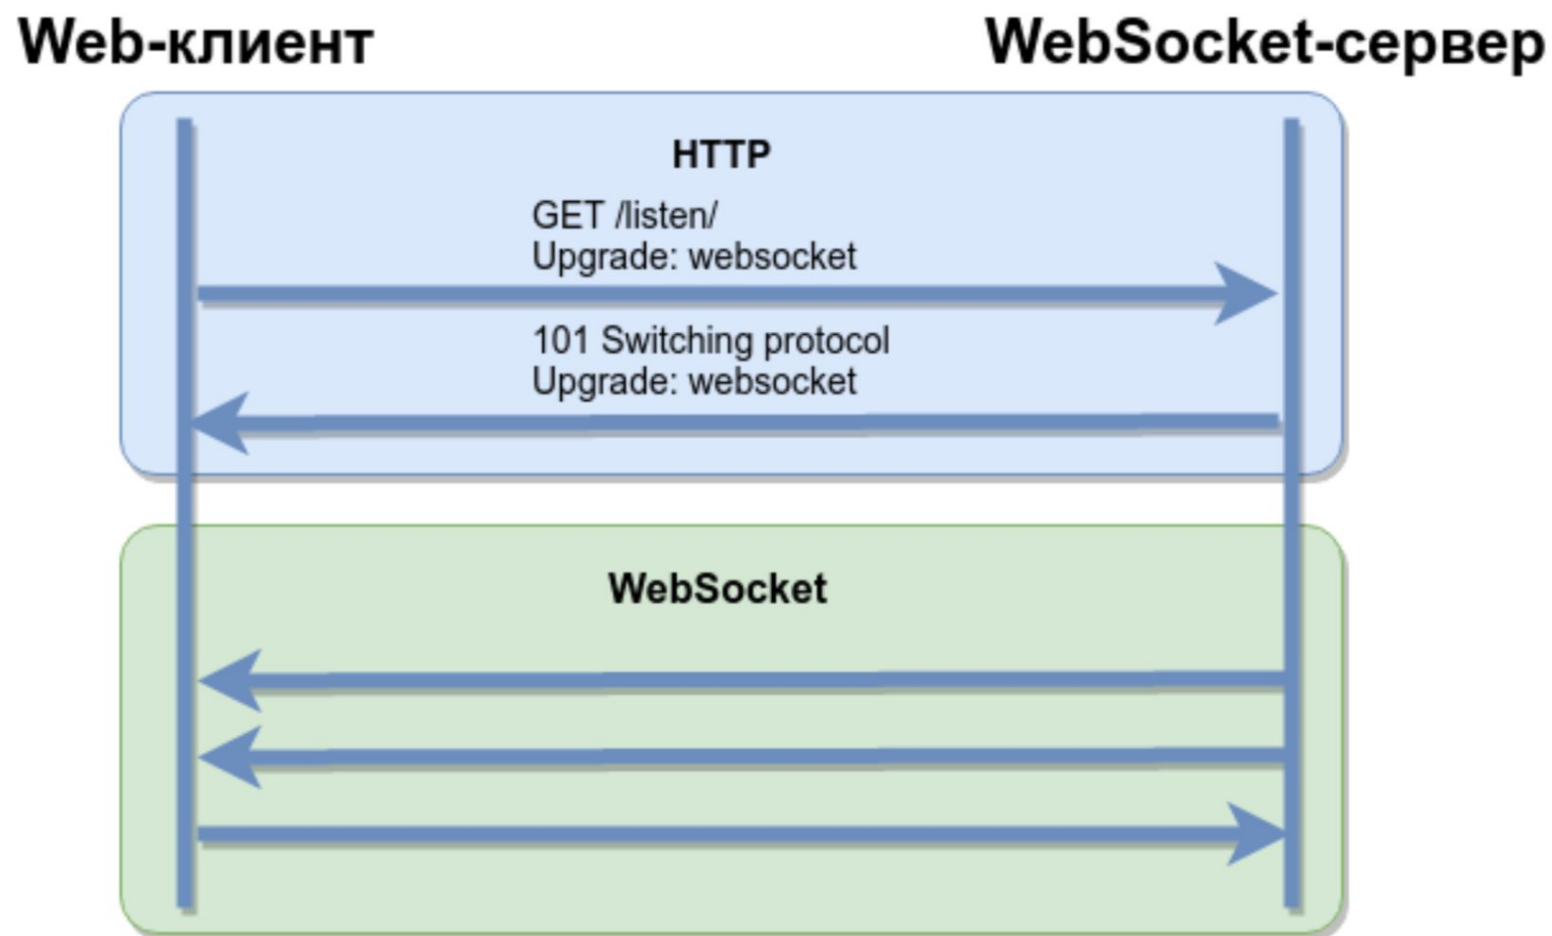 Web-клиент
WebSocket-сервер
HTTP
GET /listen/
Upgrade: websocket
101 Switching protocol
Upgrade: websocket
WebSocket